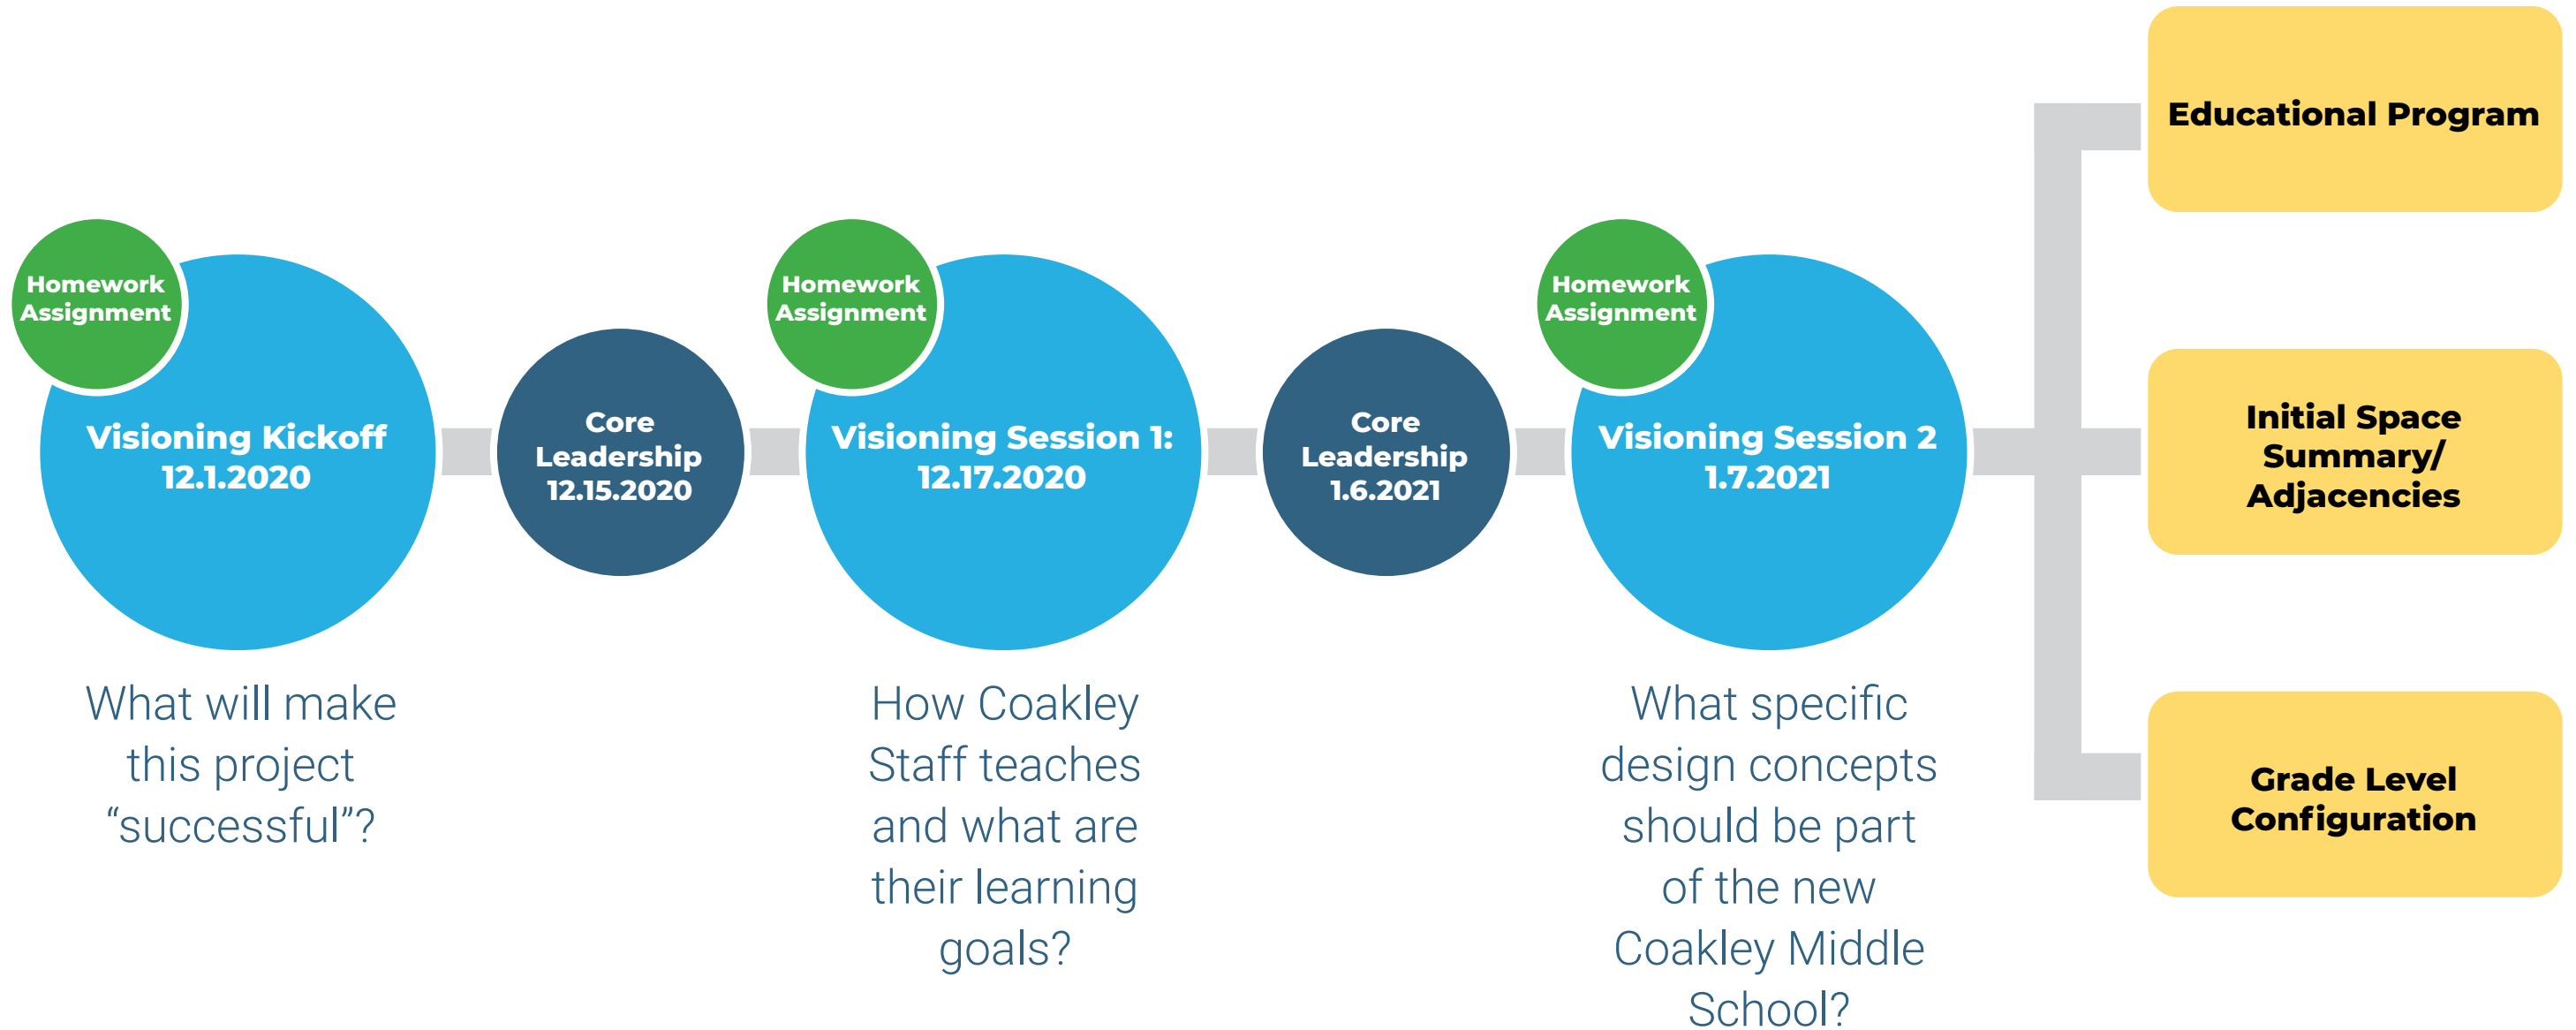 Homework
Assignment
Visioning Kickoff
12.1.2020
What will make
this project
“successful”?
Core
Leadership
12.15.2020
Homework
Assignment
Visioning Session 1:
12.17.2020
How Coakley
Staff teaches
and what are
their learning
goals?
Core
Leadership
1.6.2021
Homework
Assignment
Visioning Session 2
1.7.2021
What specific
design concepts
should be part
of the new
Coakley Middle
School?
Educational Program
Initial Space
Summary/
Adjacencies
Grade Level
Configuration